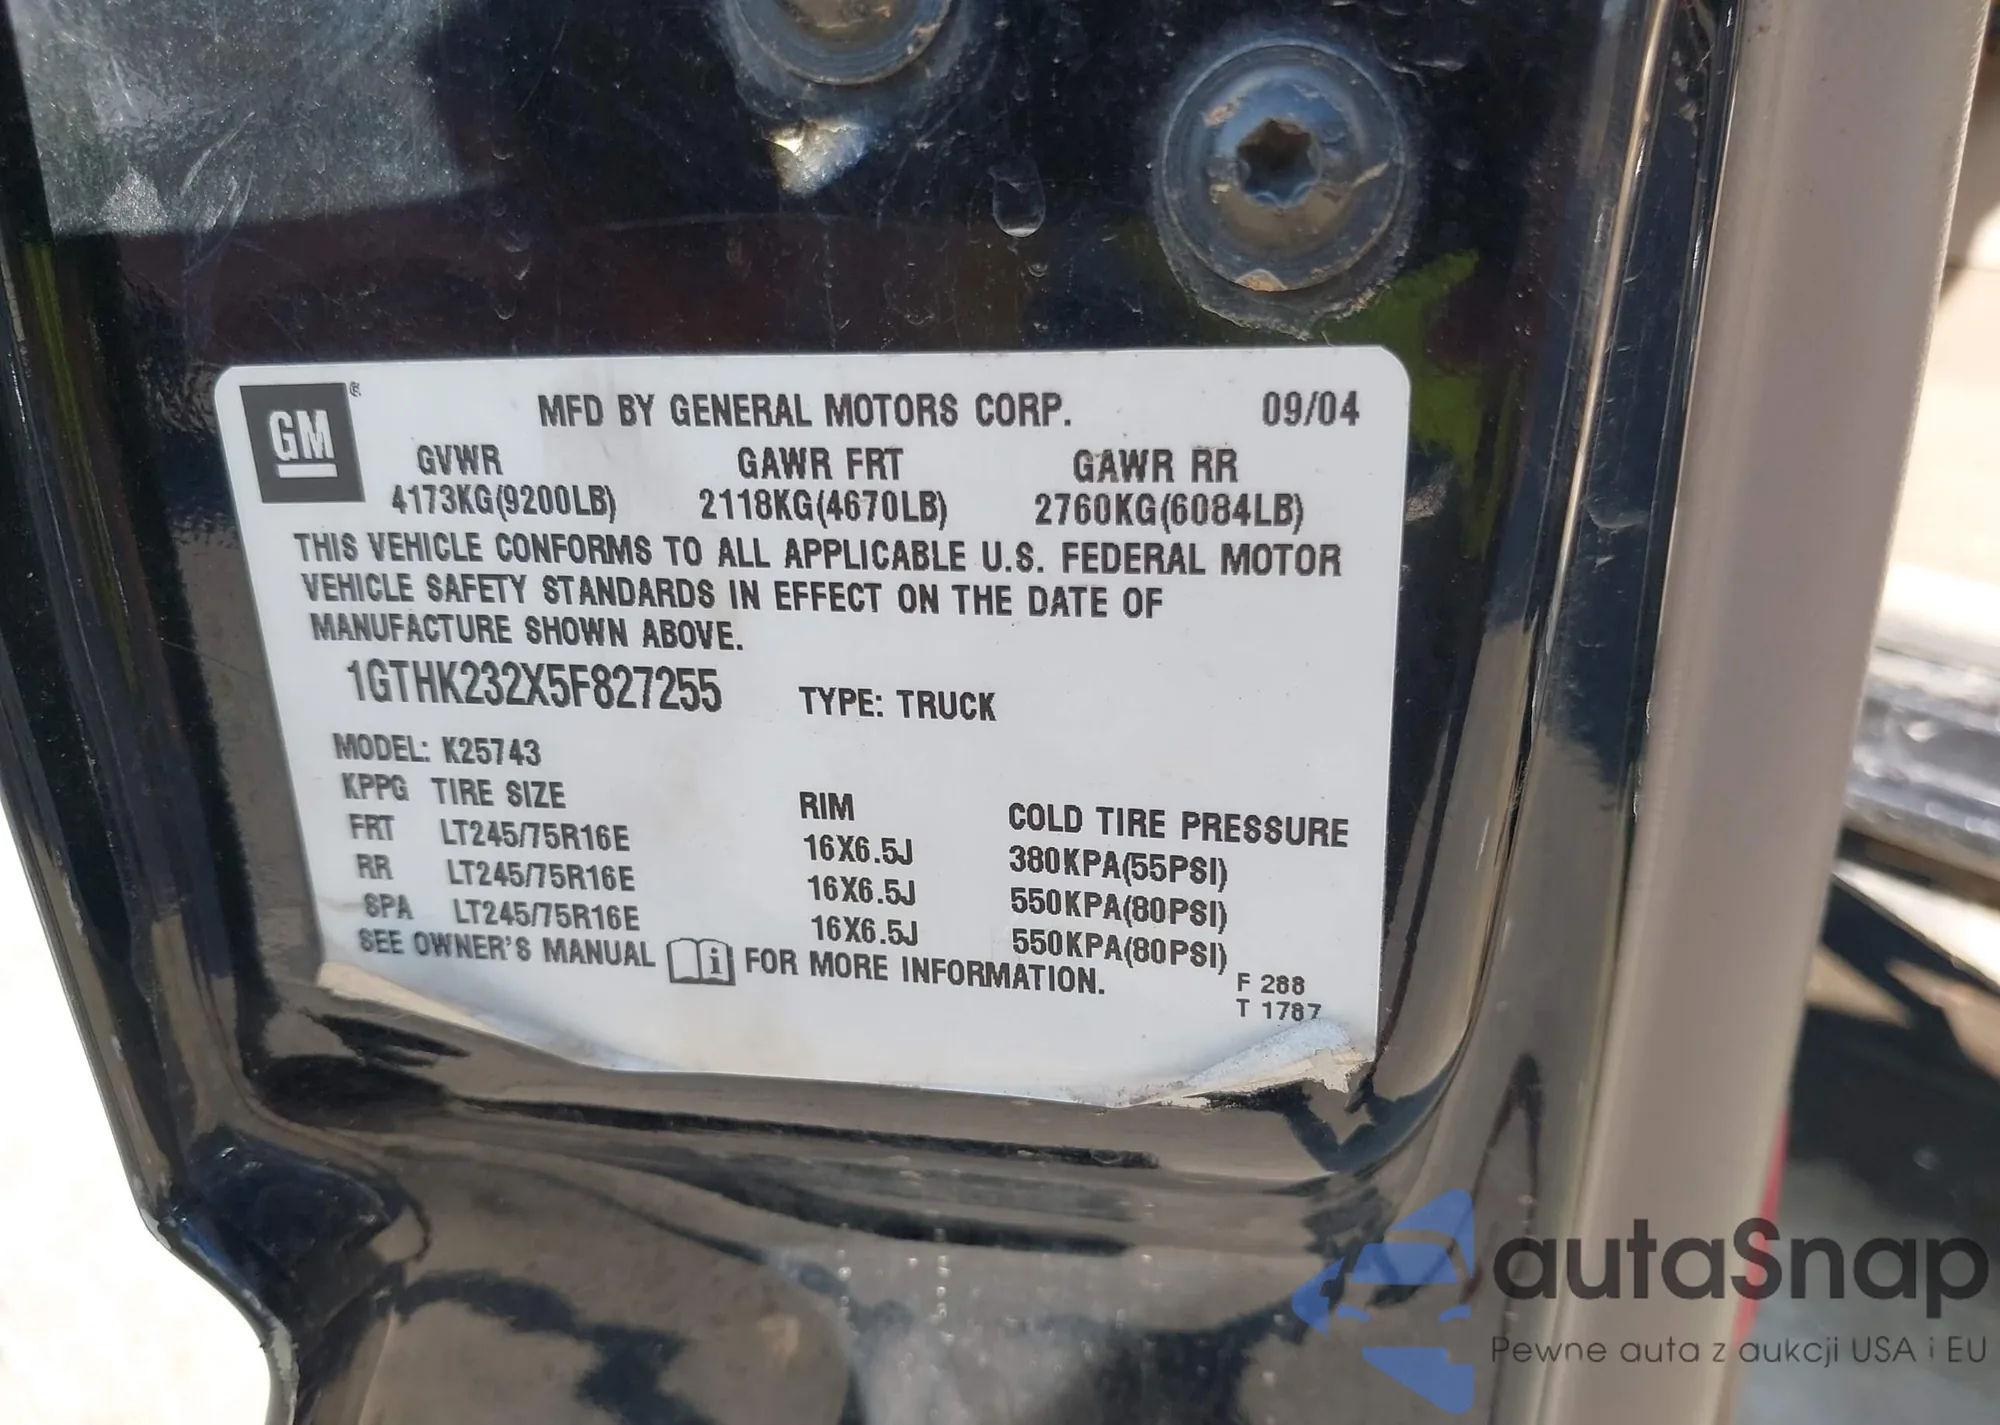 GM
MFD BY GENERAL MOTORS CORP. 09/04
GVWR GAWR FRT GAWR RR
4173KG(9200LB) 2118KG(4670LB) 2760KG(6084LB)
THIS VEHICLE CONFORMS TO ALL APPLICABLE U.S. FEDERAL MOTOR
VEHICLE SAFETY STANDARDS IN EFFECT ON THE DATE OF
MANUFACTURE SHOWN ABOVE.
1GTHK232X5F827255 TYPE: TRUCK
MODEL: K25743
KPPG TIRE SIZE RIM COLD TIRE PRESSURE
FRT LT245/75R16E 16X6.5J 380KPA(55PSI)
RR LT245/75R16E 16X6.5J 550KPA(80PSI)
SPA LT245/75R16E 16X6.5J 550KPA(80PSI)
SEE OWNER'S MANUAL i FOR MORE INFORMATION.
F 288
T 1787
autaSnap
Pewne auta z aukcji USA i EU